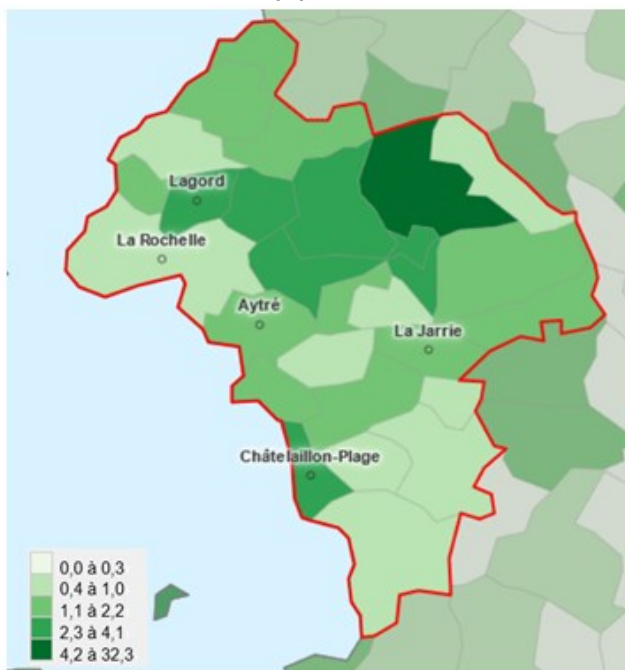 Lagord
La Rochelle
Aytré
La Jarrie
Châtelaillon-Plage
0,0 à 0,3
0,4 à 1,0
1,1 à 2,2
2,3 à 4,1
4,2 à 32,3